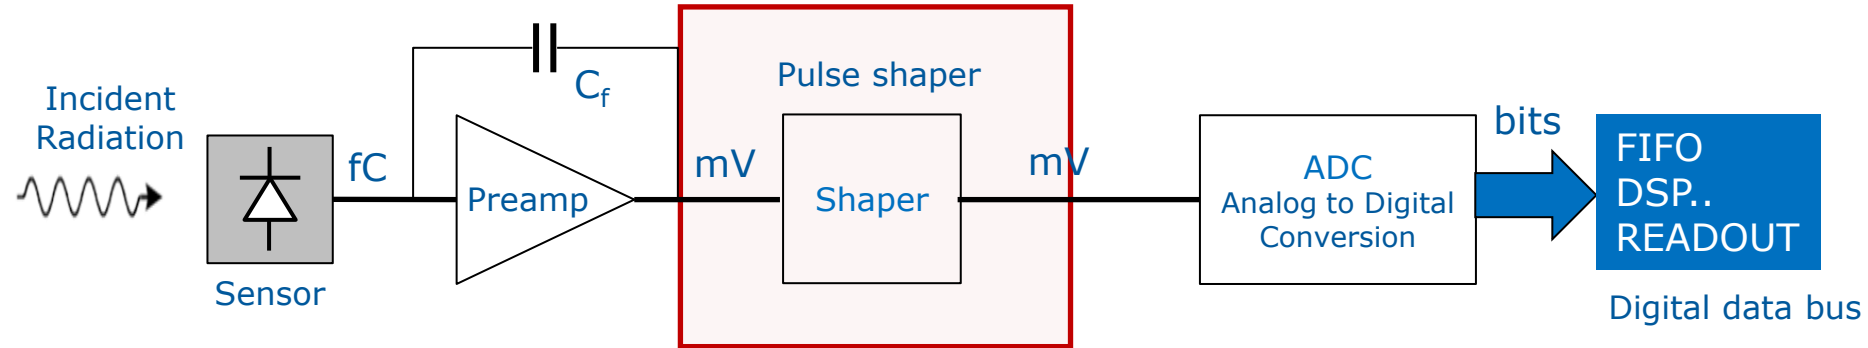 Incident
Radiation
Sensor
fC
C_f
Preamp
mV
Pulse shaper
Shaper
mV
ADC
Analog to Digital
Conversion
bits
FIFO
DSP..
READOUT
Digital data bus